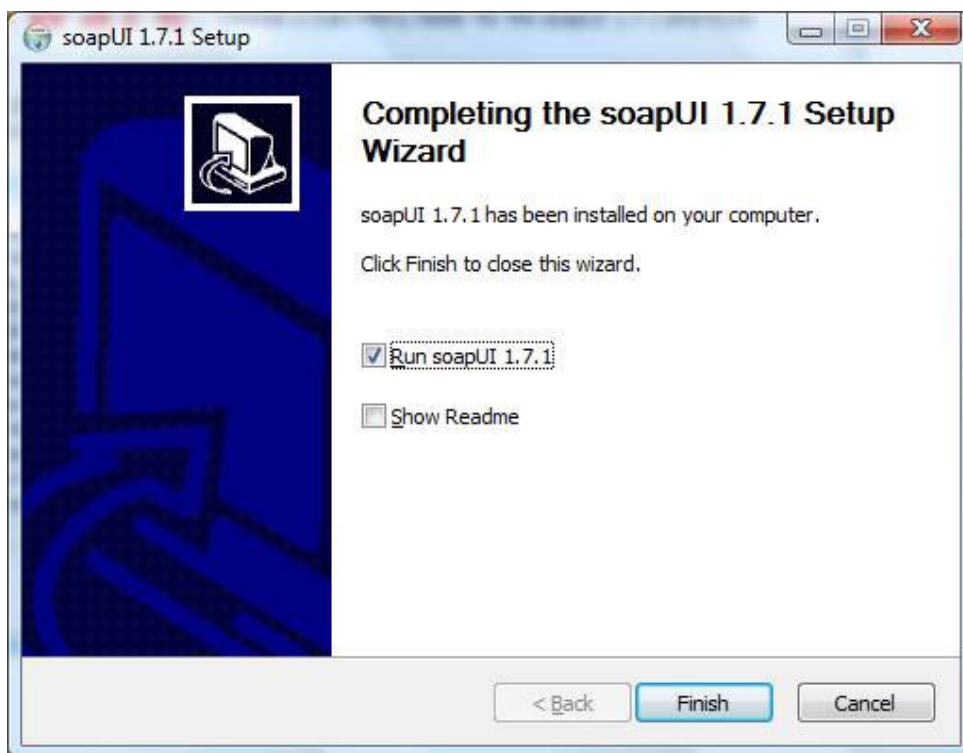 soapUI 1.7.1 Setup
Completing the soapUI 1.7.1 Setup
Wizard
soapUI 1.7.1 has been installed on your computer.
Click Finish to close this wizard.
Run soapUI 1.7.1
Show Readme
< Back Finish Cancel